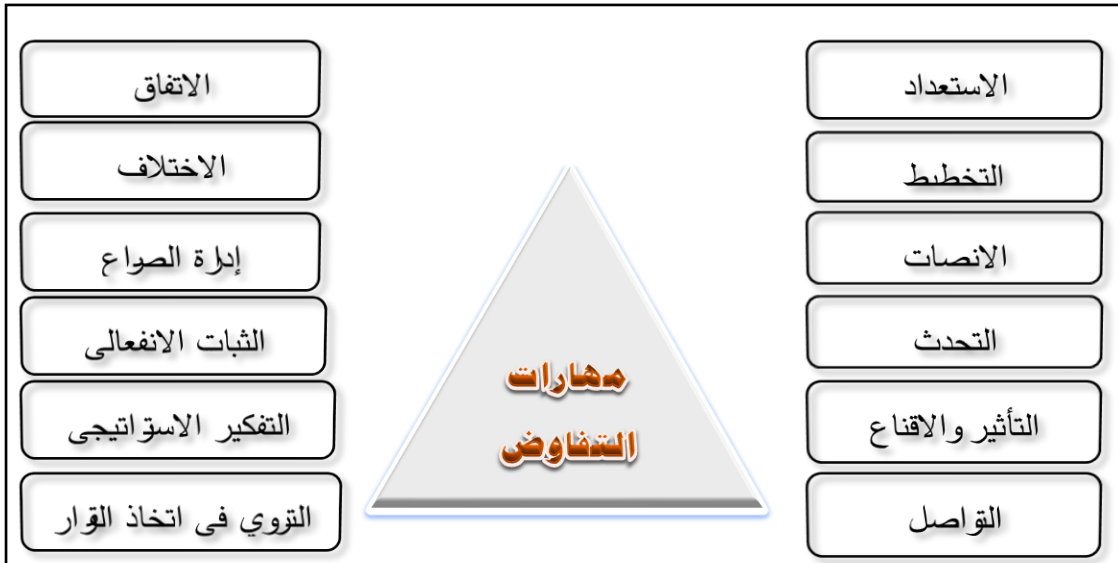 الاستعداد
التخطيط
الانصات
التحدث
التأثير والاقناع
التواصل
مهارات
التفاوض
الاتفاق
الاختلاف
إدارة الصراع
الثبات الانفعالى
التفكير الاستراتيجى
التروي فى اتخاذ القرار